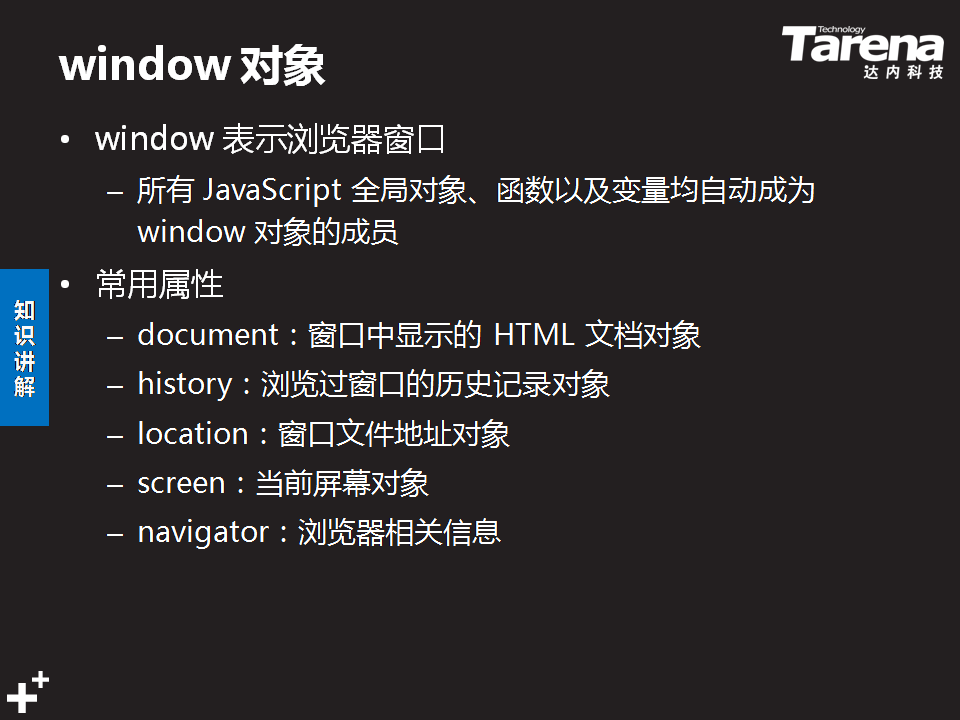 window 对象
Technology
Tarena
达内科技
• window 表示浏览器窗口
– 所有 JavaScript 全局对象、函数以及变量均自动成为
window 对象的成员
• 常用属性
– document：窗口中显示的 HTML 文档对象
– history：浏览过窗口的历史记录对象
– location：窗口文件地址对象
– screen：当前屏幕对象
– navigator：浏览器相关信息
知识讲解